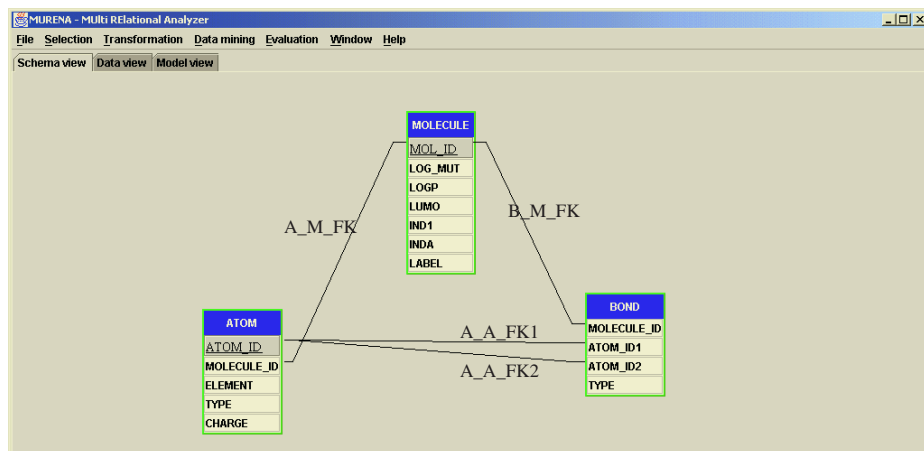 MURENA - MUlti RElational Analyzer
File Selection Transformation Data mining Evaluation Window Help
Schema view Data view Model view
MOLECULE
MOL_ID
LOG_MUT
LOGP
LUMO
IND1
INDA
LABEL
A_M_FK
B_M_FK
ATOM
ATOM_ID
MOLECULE_ID
ELEMENT
TYPE
CHARGE
A_A_FK1
A_A_FK2
BOND
MOLECULE_ID
ATOM_ID1
ATOM_ID2
TYPE